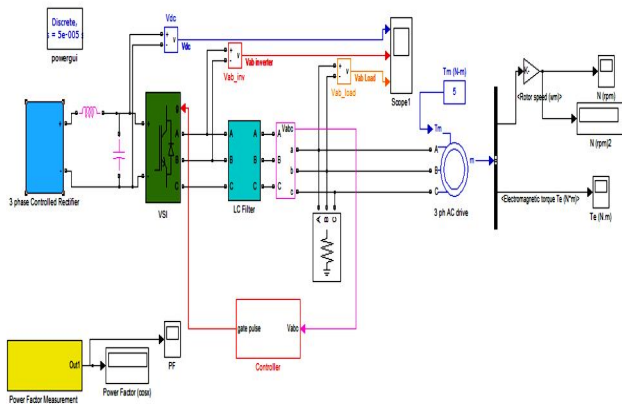 Discrete,
s = 5e-005 s
powergui
Vdc
Vdc
Vab_inv
Vab inverter
Vab_load
Vab Load
Scope1
Tm (N-m)
5
Tm
<Rotor speed (wm)>
N (rpm)
N (rpm)2
3 phase Controlled Rectifier
VSI
g
A
B
C
A
B
C
LC Filter
A
B
C
A
B
C
Vabc
a
b
c
A
B
C
A
B
C
m
3 ph AC drive
<Electromagnetic torque Te (N*m)>
Te (N.m)
gate pulse
Vabc
Controller
Out1
Power Factor Measurement
Power Factor (cosx)
PF